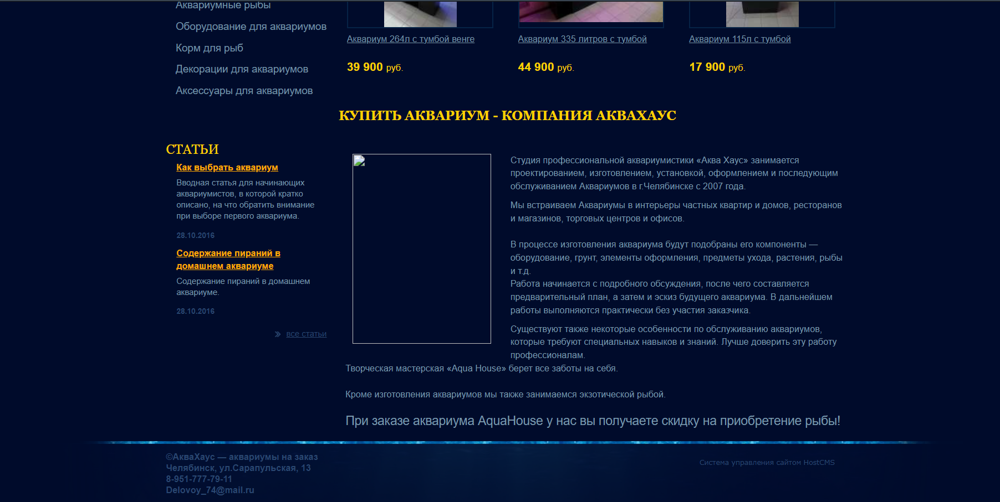 Аквариумные рыбы
Оборудование для аквариумов
Корм для рыб
Декорации для аквариумов
Аксессуары для аквариумов
Аквариум 264л с тумбой венге
39 900 руб.
Аквариум 335 литров с тумбой
44 900 руб.
Аквариум 115л с тумбой
17 900 руб.
КУПИТЬ АКВАРИУМ - КОМПАНИЯ АКВАХАУС
СТАТЬИ
Как выбрать аквариум
Вводная статья для начинающих
аквариумистов, в которой кратко
описано, на что обратить внимание
при выборе первого аквариума.
28.10.2016
Содержание пираний в
домашнем аквариуме
Содержание пираний в домашнем
аквариуме.
28.10.2016
все статьи
Студия профессиональной аквариумистики «Аква Хаус» занимается
проектированием, изготовлением, установкой, оформлением и последующим
обслуживанием Аквариумов в г.Челябинске с 2007 года.
Мы встраиваем Аквариумы в интерьеры частных квартир и домов, ресторанов
и магазинов, торговых центров и офисов.
В процессе изготовления аквариума будут подобраны его компоненты —
оборудование, грунт, элементы оформления, предметы ухода, растения, рыбы
и т.д.
Работа начинается с подробного обсуждения, после чего составляется
предварительный план, а затем и эскиз будущего аквариума. В дальнейшем
работы выполняются практически без участия заказчика.
Существуют также некоторые особенности по обслуживанию аквариумов,
которые требуют специальных навыков и знаний. Лучше доверить эту работу
профессионалам.
Творческая мастерская «Aqua House» берет все заботы на себя.
Кроме изготовления аквариумов мы также занимаемся экзотической рыбой.
При заказе аквариума AquaHouse у нас вы получаете скидку на приобретение рыбы!
©АкваХаус — аквариумы на заказ
Челябинск, ул.Сарапульская, 13
8-951-777-79-11
Delovoy_74@mail.ru
Система управления сайтом HostCMS